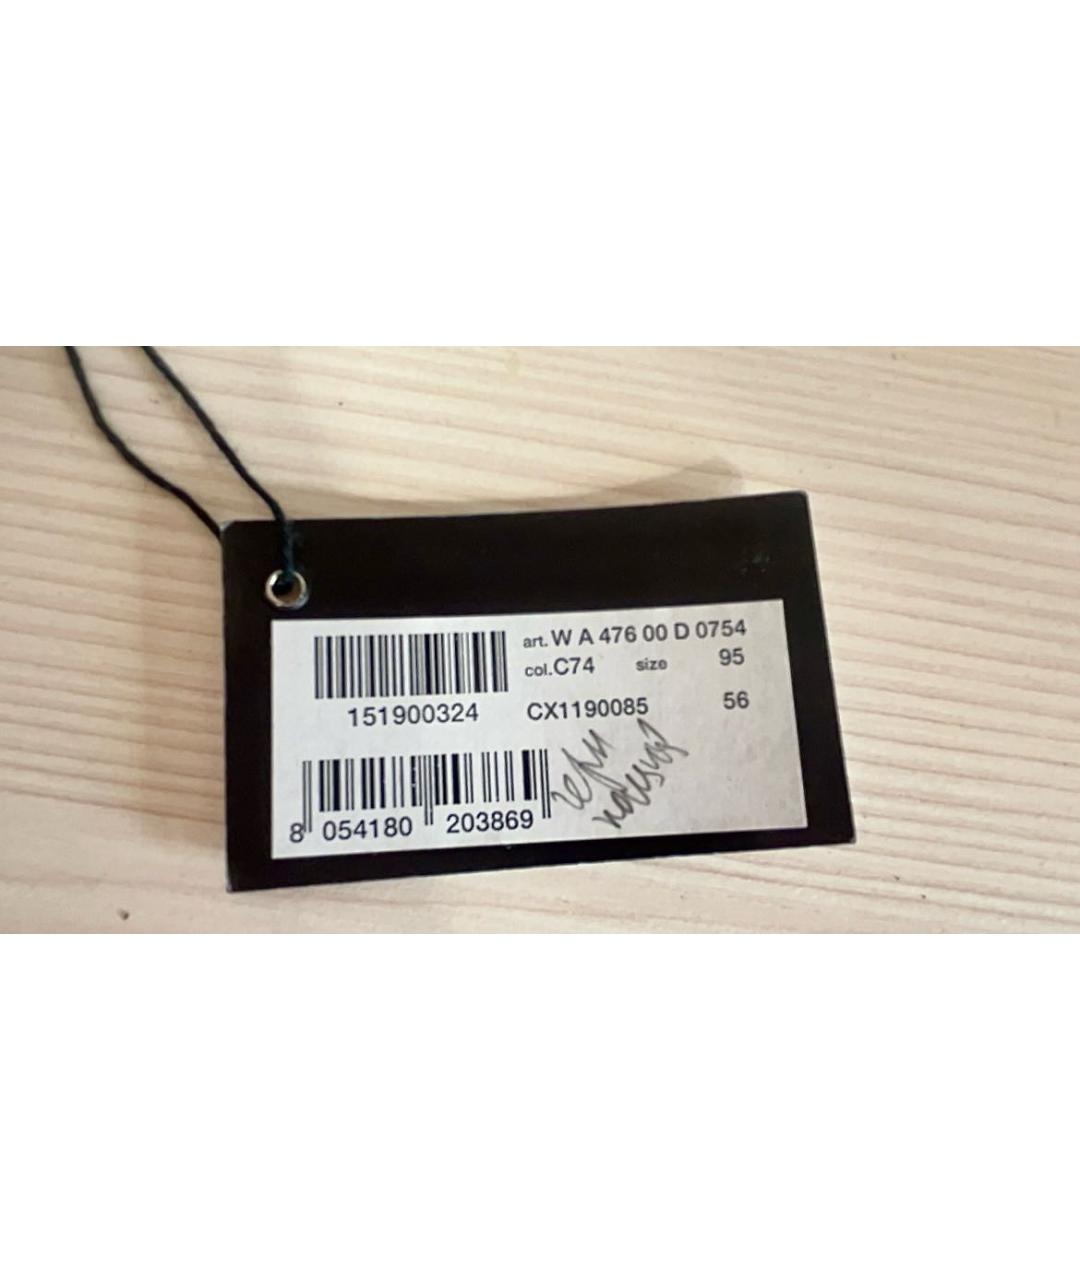 art. W A 476 00 D 0754
col. C74 size 95
151900324 CX1190085 56
8 054180 203869